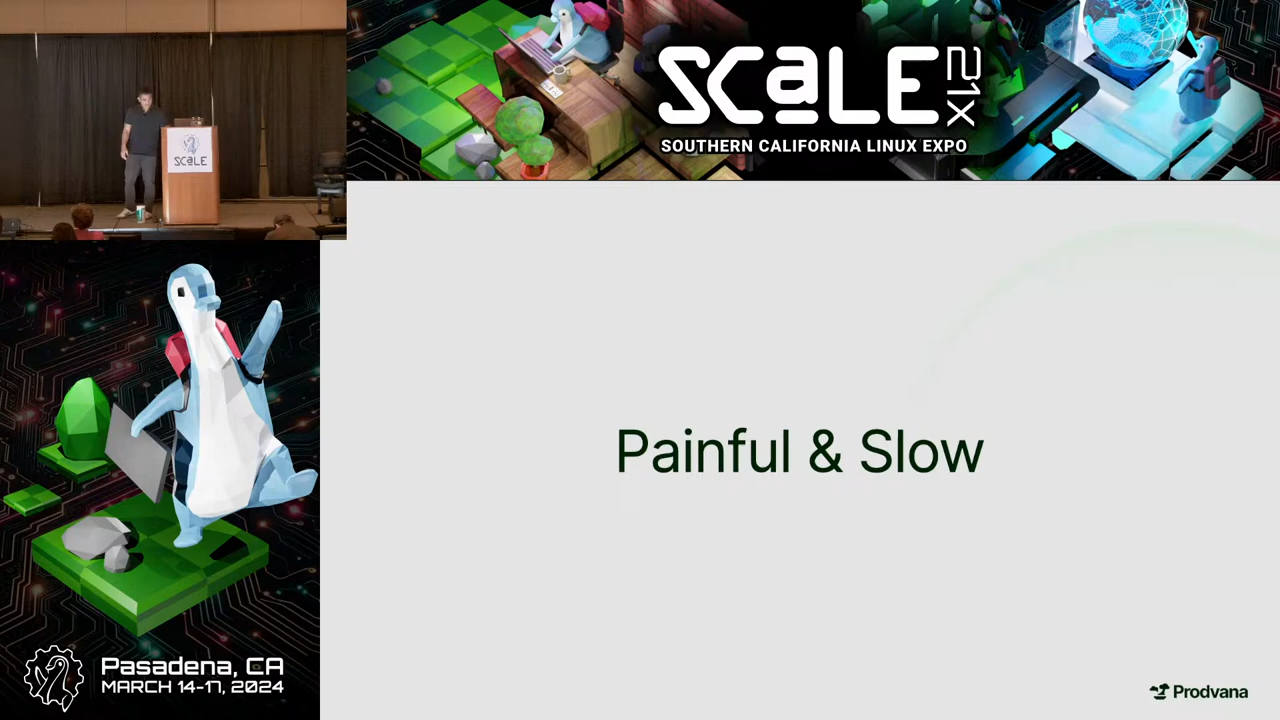 SCALE
21X
SOUTHERN CALIFORNIA LINUX EXPO
SCALE
Painful & Slow
Pasadena, CA
MARCH 14-17, 2024
Prodvana